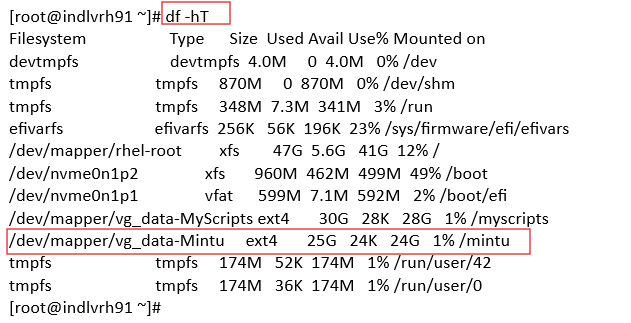 [root@indlvrh91 ~]# df -hT
Filesystem Type Size Used Avail Use% Mounted on
devtmpfs devtmpfs 4.0M 0 4.0M 0% /dev
tmpfs tmpfs 870M 0 870M 0% /dev/shm
tmpfs tmpfs 348M 7.3M 341M 3% /run
efivarfs efivarfs 256K 56K 196K 23% /sys/firmware/efi/efivars
/dev/mapper/rhel-root xfs 47G 5.6G 41G 12% /
/dev/nvme0n1p2 xfs 960M 462M 499M 49% /boot
/dev/nvme0n1p1 vfat 599M 7.1M 592M 2% /boot/efi
/dev/mapper/vg_data-MyScripts ext4 30G 28K 28G 1% /myscripts
/dev/mapper/vg_data-Mintu ext4 25G 24K 24G 1% /mintu
tmpfs tmpfs 174M 52K 174M 1% /run/user/42
tmpfs tmpfs 174M 36K 174M 1% /run/user/0
[root@indlvrh91 ~]#